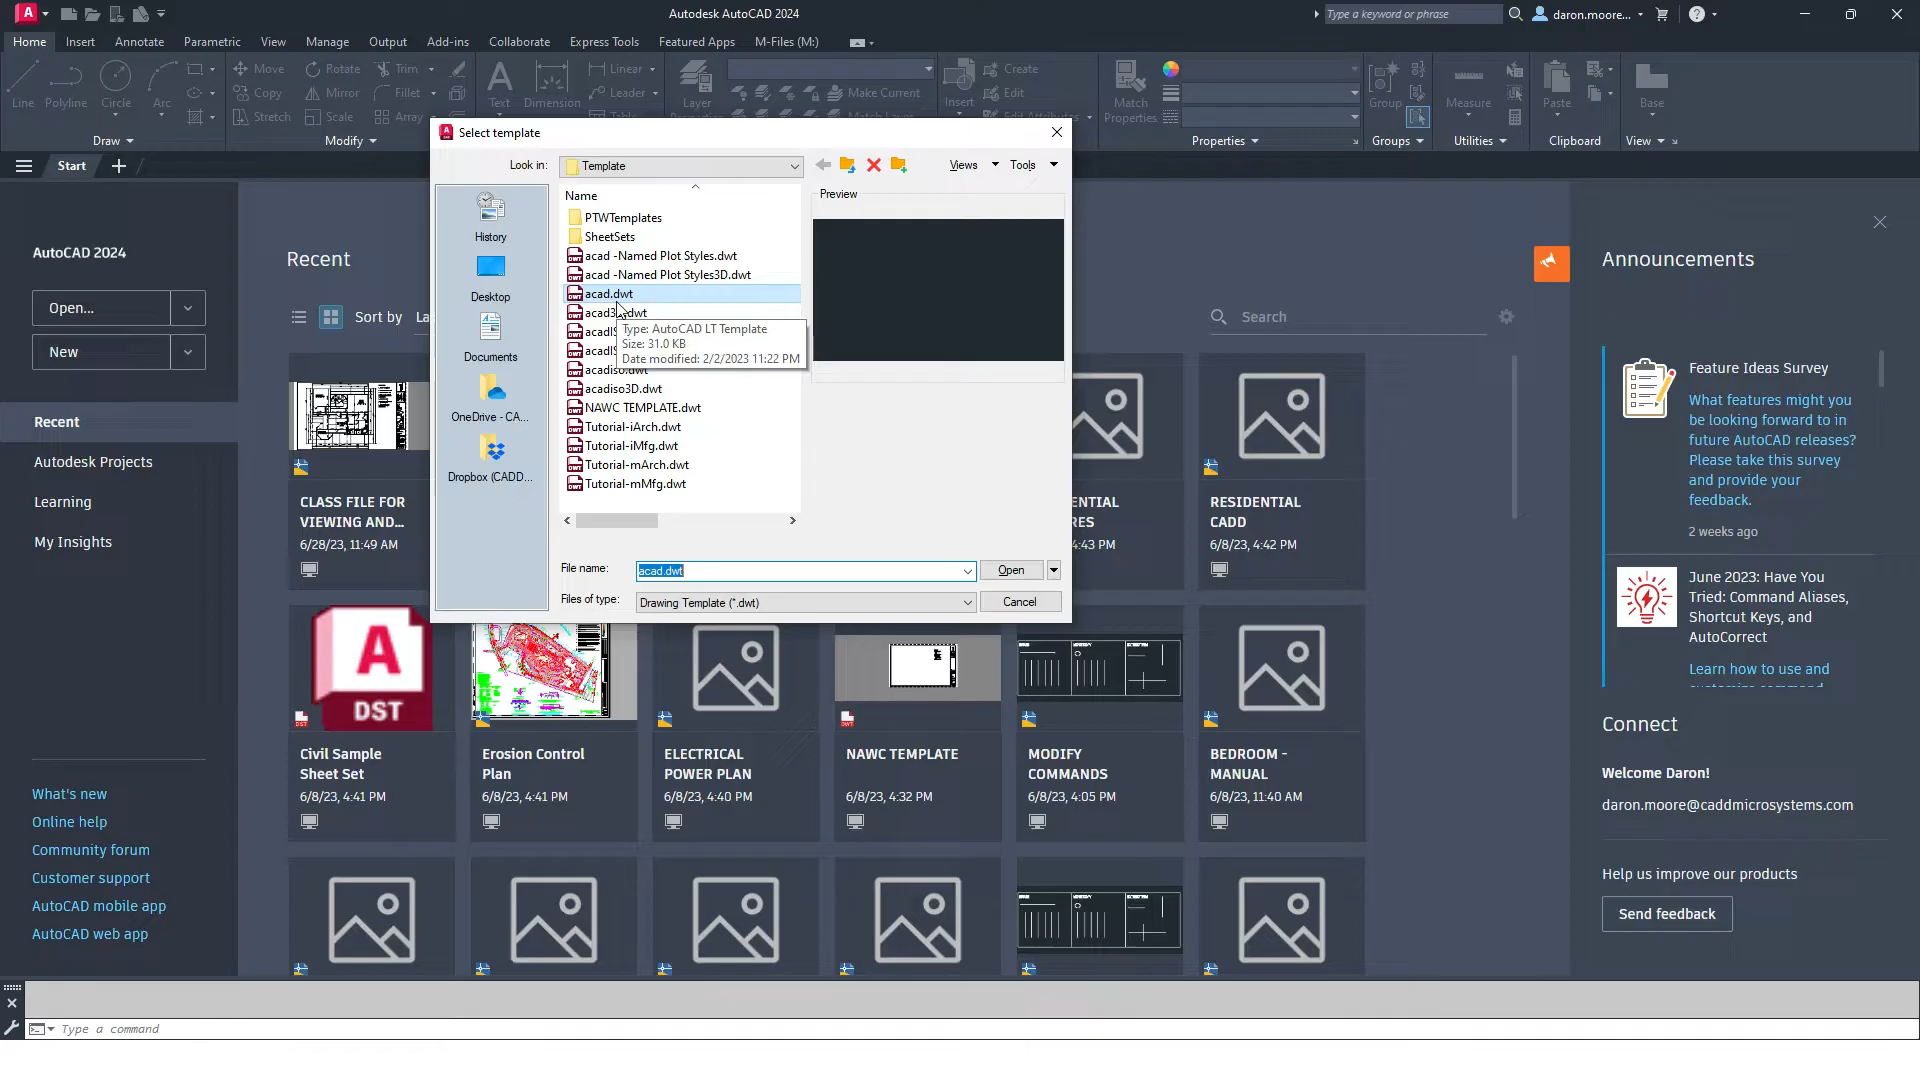 Autodesk AutoCAD 2024
Type a keyword or phrase
daron.moore...
Home Insert Annotate Parametric View Manage Output Add-ins Collaborate Express Tools Featured Apps M-Files (M:)
Line Polyline Circle Arc
Move Rotate Trim
Copy Mirror Fillet
Stretch Scale Array
Text Dimension
Linear
Leader
Table
Layer
Properties
Make Current
Insert
Create
Edit
Edit Attributes
Match
Properties
Group
Measure
Paste
Base
Draw Modify Properties Groups Utilities Clipboard View
Start
Select template
Look in: Template
Views Tools
Name
PTWTemplates
SheetSets
acad -Named Plot Styles.dwt
acad -Named Plot Styles3D.dwt
acad.dwt
acad3 dwt
Type: AutoCAD LT Template
Size: 31.0 KB
Date modified: 2/2/2023 11:22 PM
acadiso.dwt
acadiso3D.dwt
NAWC TEMPLATE.dwt
Tutorial-iArch.dwt
Tutorial-iMfg.dwt
Tutorial-mArch.dwt
Tutorial-mMfg.dwt
Preview
History
Desktop
Documents
OneDrive - CA...
Dropbox (CADD...
File name: acad.dwt
Open
Files of type: Drawing Template (*.dwt)
Cancel
AutoCAD 2024
Open...
New
Recent
Autodesk Projects
Learning
My Insights
What's new
Online help
Community forum
Customer support
AutoCAD mobile app
AutoCAD web app
Recent
Sort by La
Search
CLASS FILE FOR
VIEWING AND...
6/28/23, 11:49 AM
ENTIAL
RES
4:43 PM
RESIDENTIAL
CADD
6/8/23, 4:42 PM
A
DST
Civil Sample
Sheet Set
6/8/23, 4:41 PM
Erosion Control
Plan
6/8/23, 4:41 PM
ELECTRICAL
POWER PLAN
6/8/23, 4:40 PM
NAWC TEMPLATE
6/8/23, 4:32 PM
MODIFY
COMMANDS
6/8/23, 4:05 PM
BEDROOM -
MANUAL
6/8/23, 11:40 AM
Announcements
Feature Ideas Survey
What features might you
be looking forward to in
future AutoCAD releases?
Please take this survey
and provide your
feedback.
2 weeks ago
June 2023: Have You
Tried: Command Aliases,
Shortcut Keys, and
AutoCorrect
Learn how to use and
Connect
Welcome Daron!
daron.moore@caddmicrosystems.com
Help us improve our products
Send feedback
Type a command